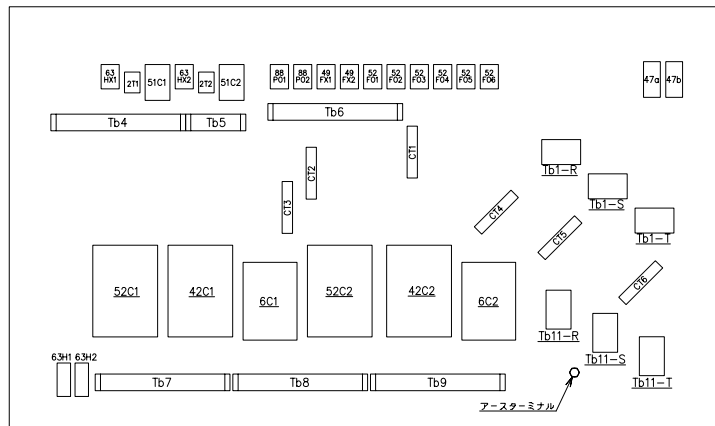 63 HX1
2T1
51C1
63 HX2
2T2
51C2
88 PO1
88 PO2
49 FX1
49 FX2
52 FO1
52 FO2
52 FO3
52 FO4
52 FO5
52 FO6
47a
47b
Tb4
Tb5
Tb6
CT1
CT2
CT3
CT4
CT5
CT6
Tb1-R
Tb1-S
Tb1-T
52C1
42C1
6C1
52C2
42C2
6C2
Tb11-R
Tb11-S
Tb11-T
63H1
63H2
Tb7
Tb8
Tb9
アースターミナル